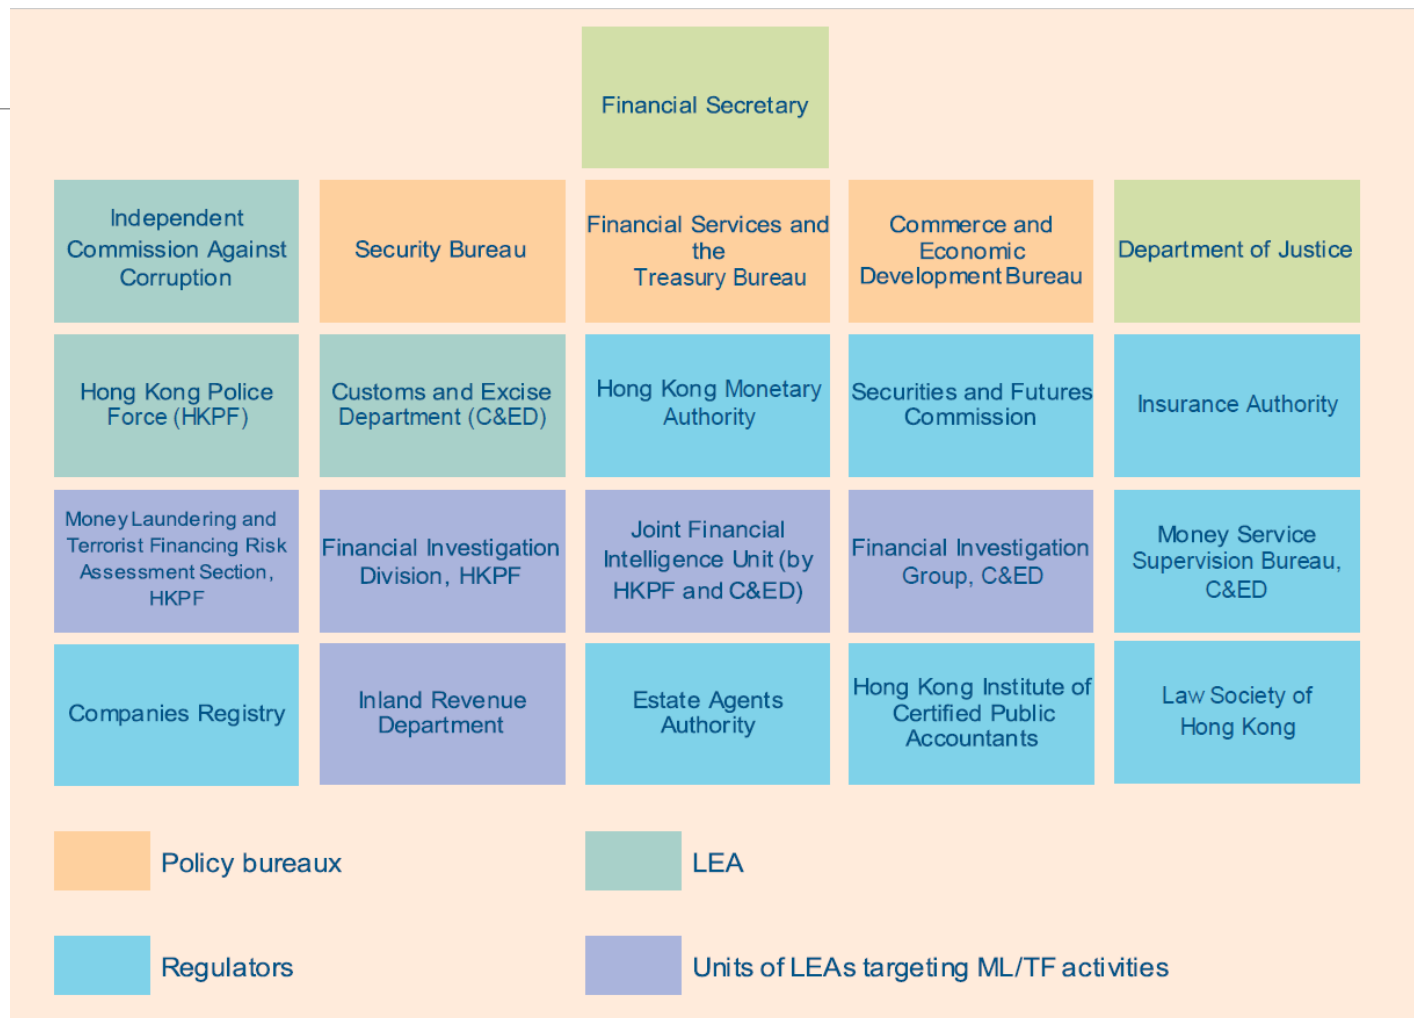 Financial Secretary
Independent
Commission Against
Corruption
Security Bureau
Financial Services and
the
Treasury Bureau
Commerce and
Economic
Development Bureau
Department of Justice
Hong Kong Police
Force (HKPF)
Customs and Excise
Department (C&ED)
Hong Kong Monetary
Authority
Securities and Futures
Commission
Insurance Authority
Money Laundering and
Terrorist Financing Risk
Assessment Section,
HKPF
Financial Investigation
Division, HKPF
Joint Financial
Intelligence Unit (by
HKPF and C&ED)
Financial Investigation
Group, C&ED
Money Service
Supervision Bureau,
C&ED
Companies Registry
Inland Revenue
Department
Estate Agents
Authority
Hong Kong Institute of
Certified Public
Accountants
Law Society of
Hong Kong
Policy bureaux
LEA
Regulators
Units of LEAs targeting ML/TF activities